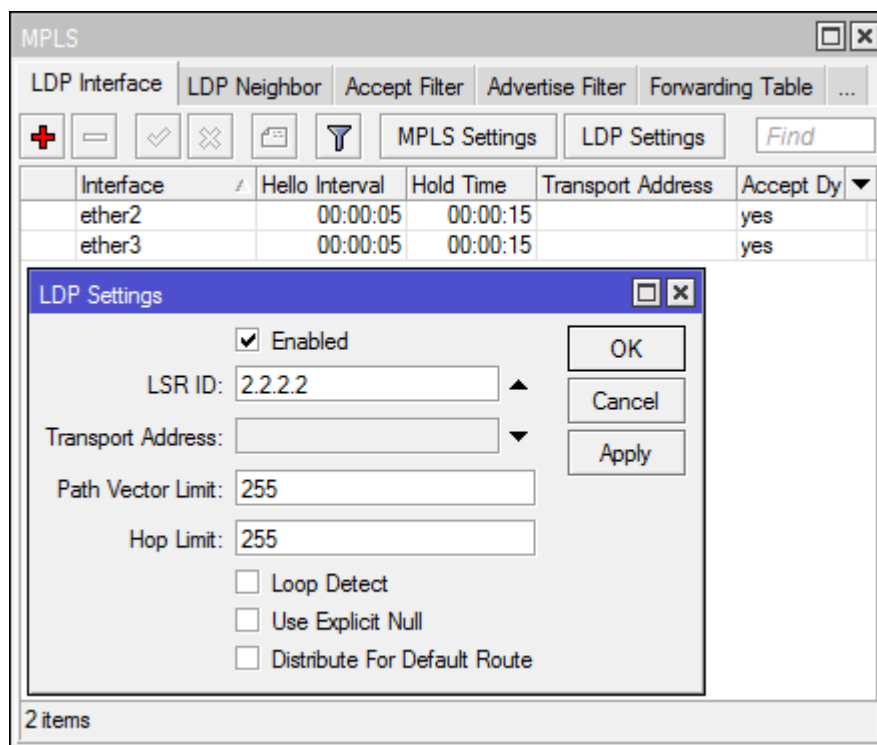 MPLS
LDP Interface LDP Neighbor Accept Filter Advertise Filter Forwarding Table ...
MPLS Settings LDP Settings Find
Interface Hello Interval Hold Time Transport Address Accept Dy
ether2 00:00:05 00:00:15 yes
ether3 00:00:05 00:00:15 yes
LDP Settings
Enabled OK
LSR ID: 2.2.2.2
Cancel
Transport Address:
Apply
Path Vector Limit: 255
Hop Limit: 255
Loop Detect
Use Explicit Null
Distribute For Default Route
2 items